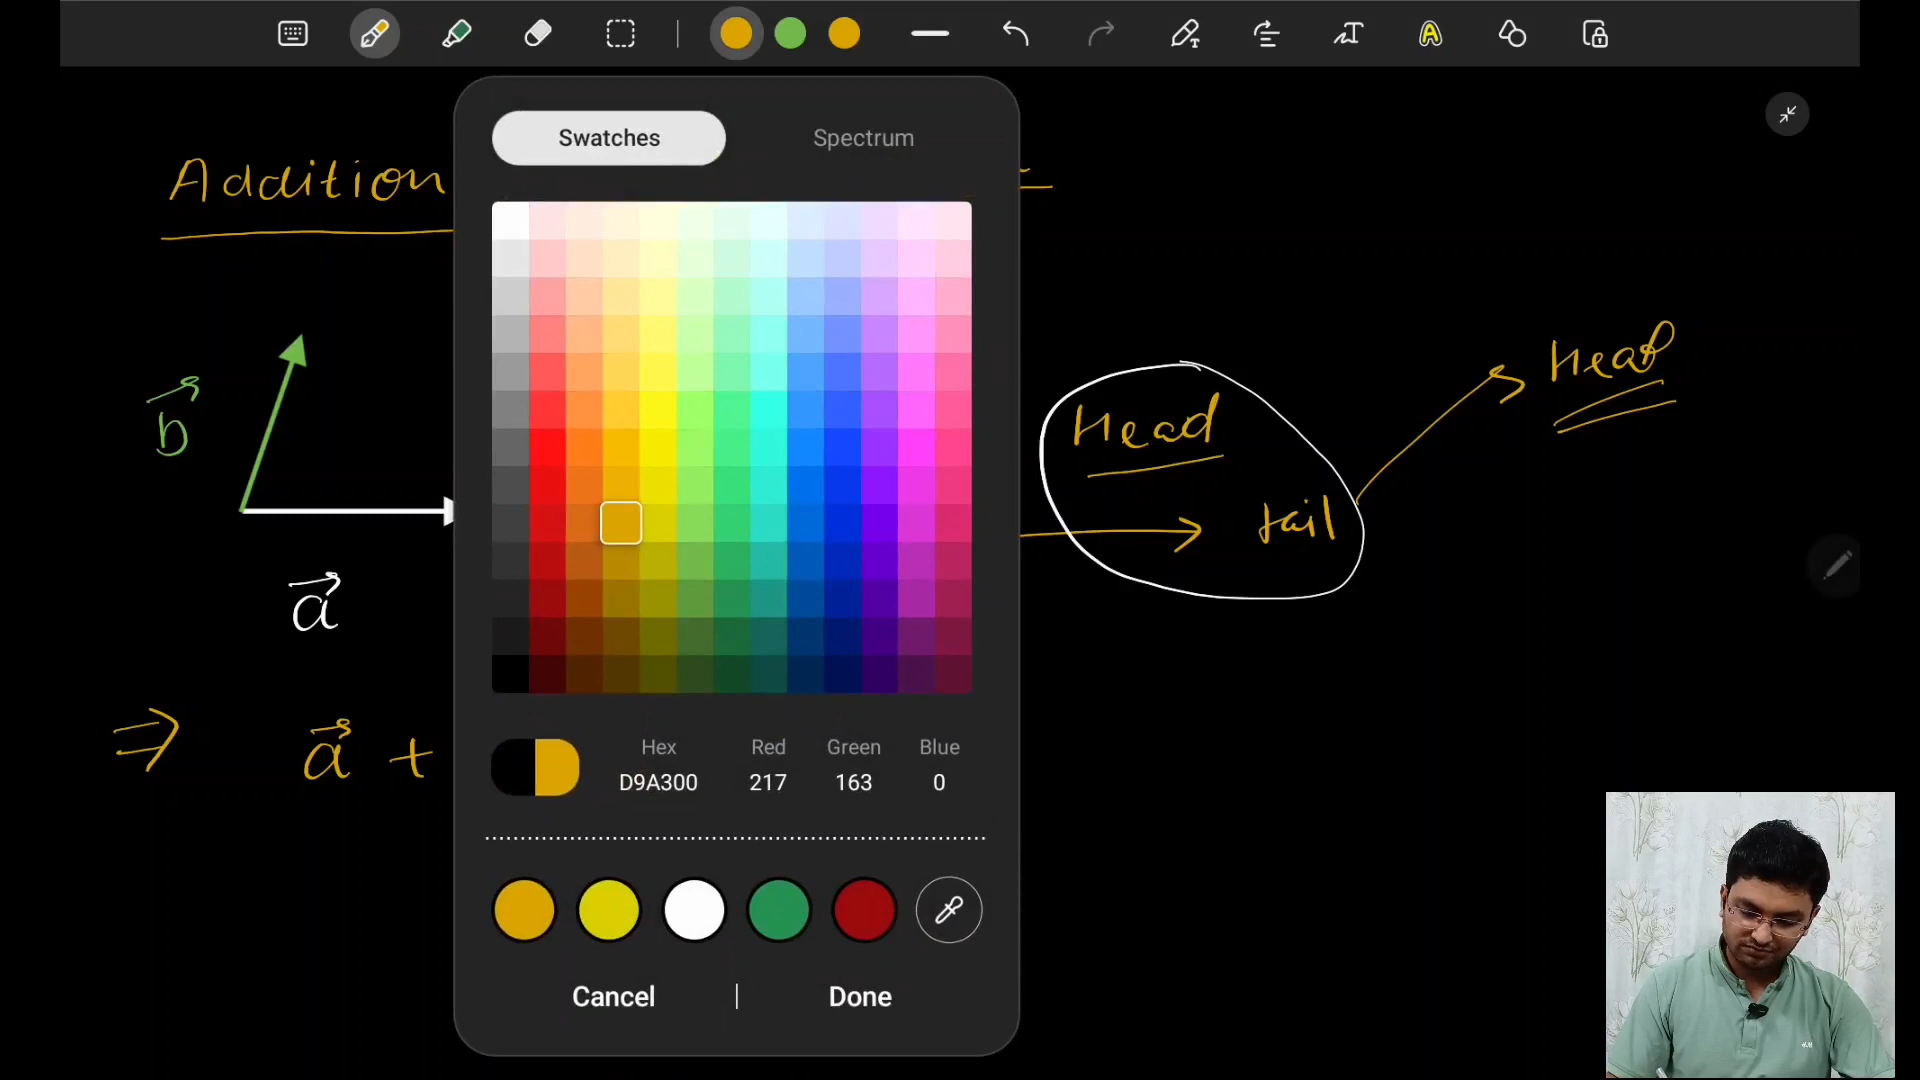 Swatches
Spectrum
Addition
b
Head
Head
tail
a
⇒ a +
Hex Red Green Blue
D9A300 217 163 0
Cancel | Done